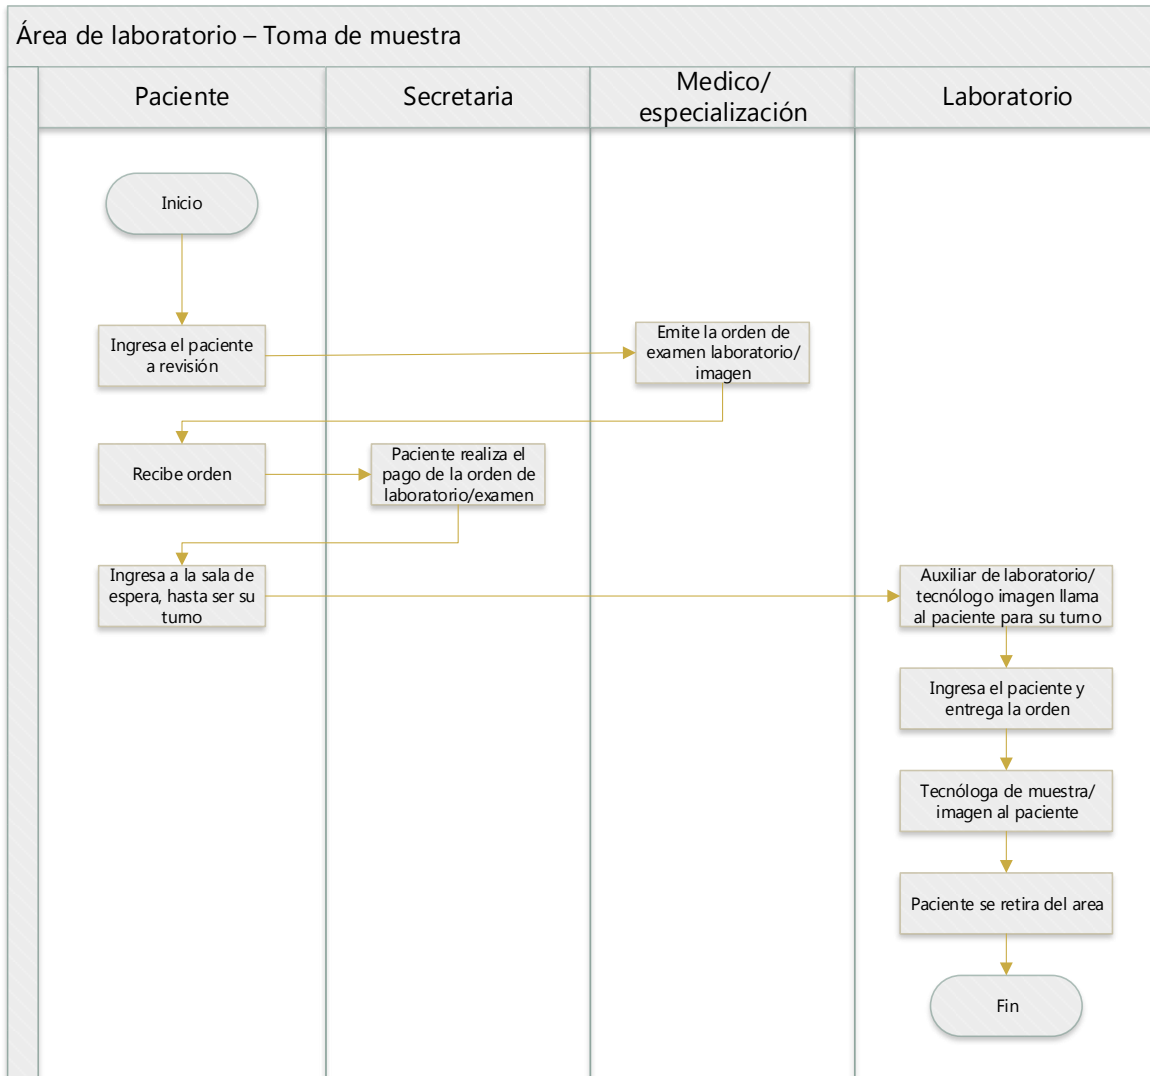 Área de laboratorio – Toma de muestra
Paciente
Secretaria
Medico/
especialización
Laboratorio
Inicio
Ingresa el paciente
a revisión
Emite la orden de
examen laboratorio/
imagen
Recibe orden
Paciente realiza el
pago de la orden de
laboratorio/examen
Ingresa a la sala de
espera, hasta ser su
turno
Auxiliar de laboratorio/
tecnólogo imagen llama
al paciente para su turno
Ingresa el paciente y
entrega la orden
Tecnóloga de muestra/
imagen al paciente
Paciente se retira del area
Fin